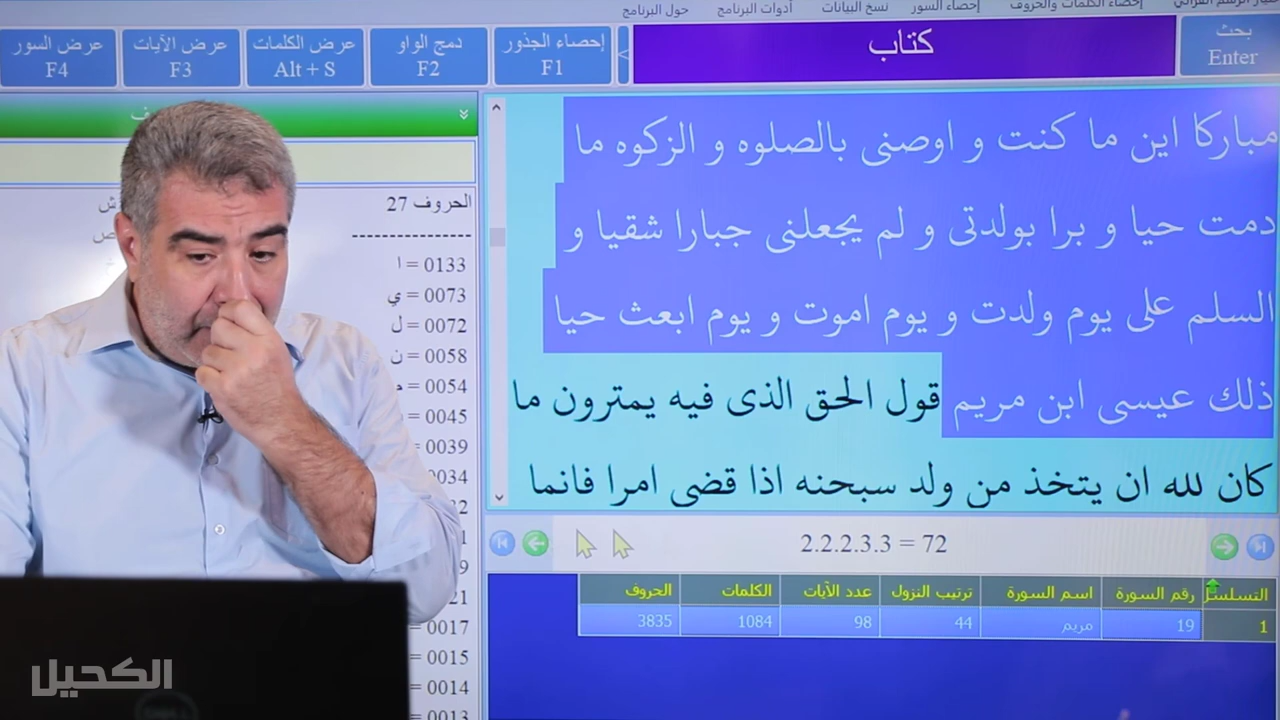 إحصاء الكلمات والحروف
إحصاء السور
نسخ البيانات
أدوات البرنامج
حول البرنامج
بحث
Enter
كتاب
إحصاء الجذور
F1
دمج الواو
F2
عرض الكلمات
Alt + S
عرض الآيات
F3
عرض السور
F4
مباركا اين ما كنت و اوصنى بالصلوه و الزكوه ما
دمت حيا و برا بولدتى و لم يجعلنى جبارا شقيا و
السلم على يوم ولدت و يوم اموت و يوم ابعث حيا
ذلك عيسى ابن مريم قول الحق الذى فيه يمترون ما
كان لله ان يتخذ من ولد سبحنه اذا قضى امرا فانما
2.2.2.3.3 = 72
التسلسل رقم السورة اسم السورة ترتيب النزول عدد الآيات الكلمات الحروف
1 19 مريم 44 98 1084 3835
الحروف 27
----------------
0133 = ا
0073 = ي
0072 = ل
0058 = ن
0054 = م
0045 =
0039 =
0034
0017 =
0015 =
0014 =
0013 =
الكحيل